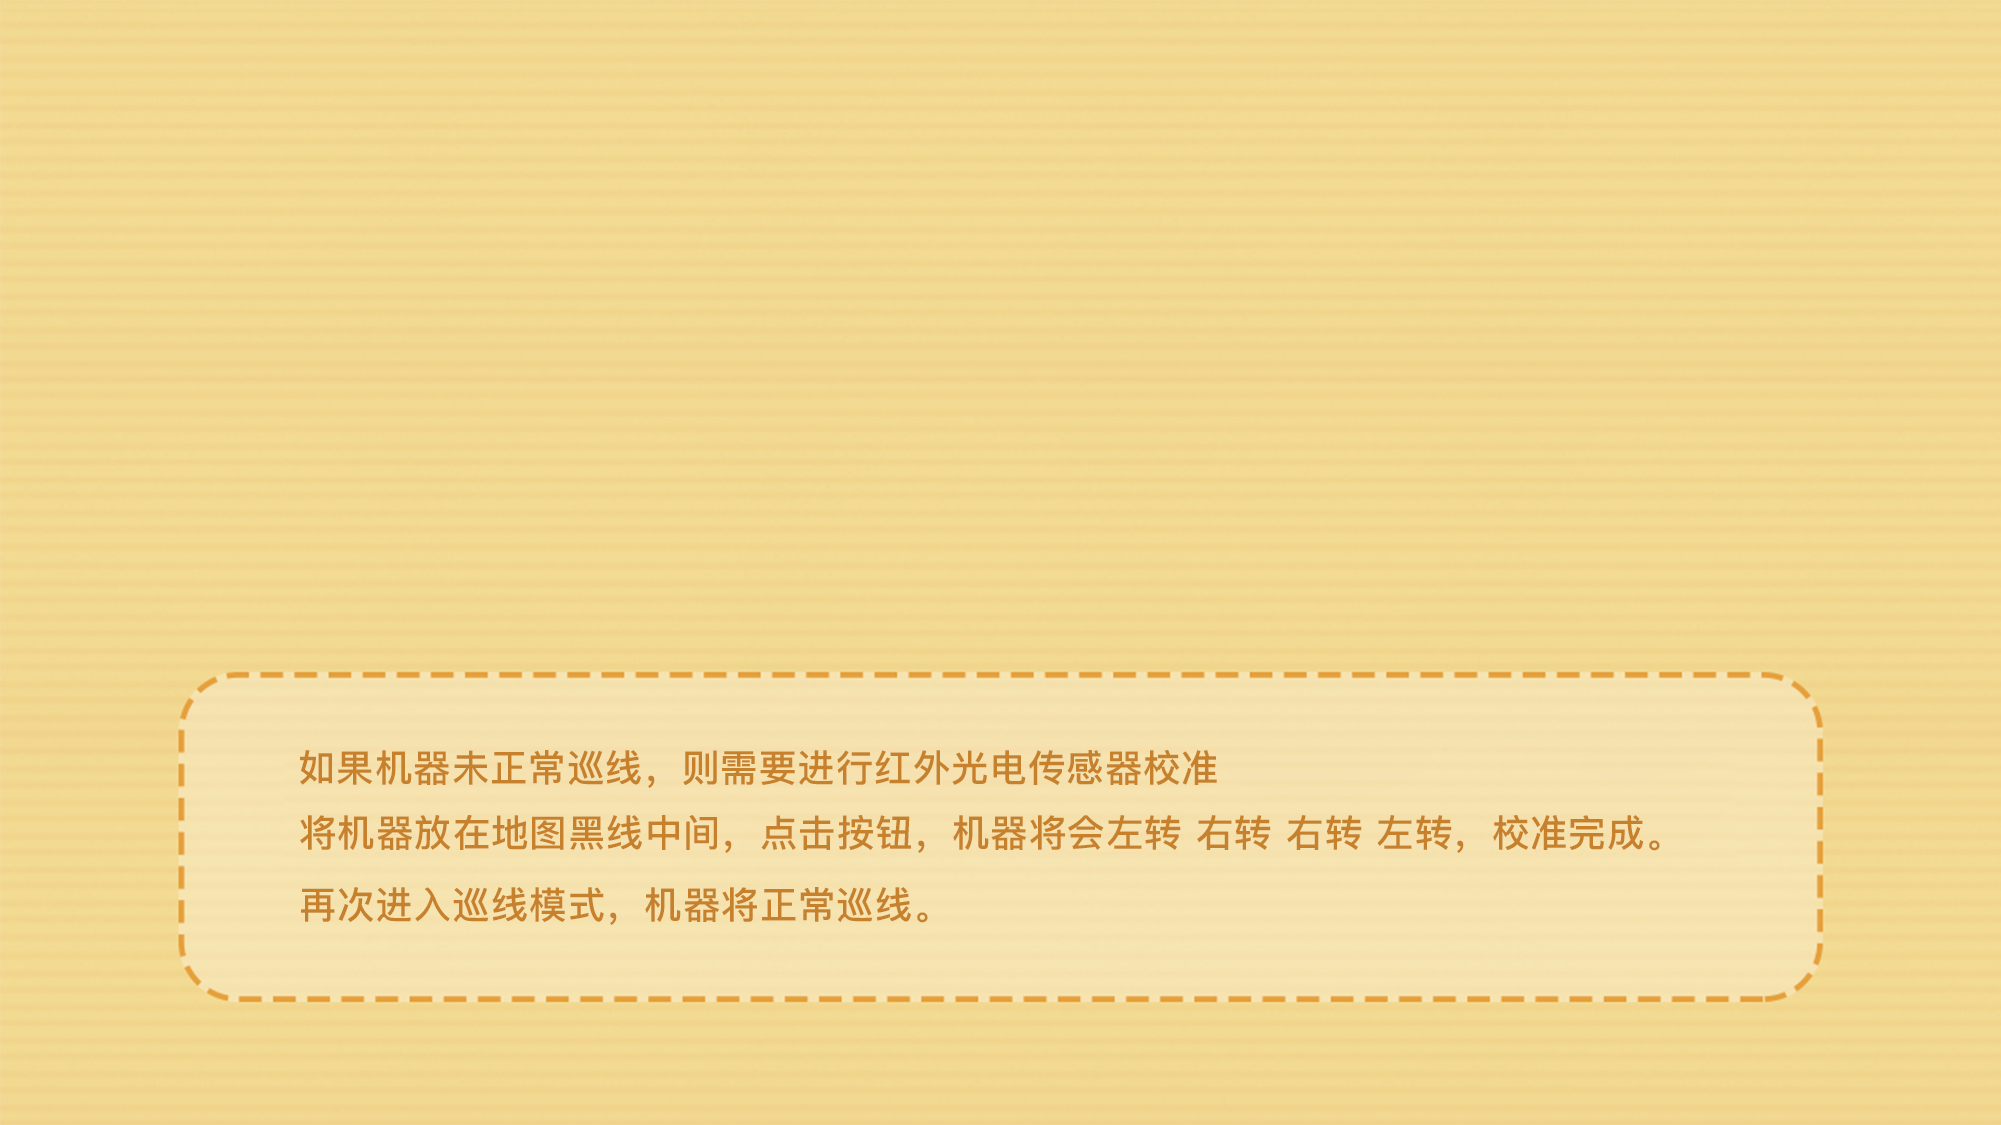 如果机器未正常巡线，则需要进行红外光电传感器校准
将机器放在地图黑线中间，点击按钮，机器将会左转 右转 右转 左转，校准完成。
再次进入巡线模式，机器将正常巡线。